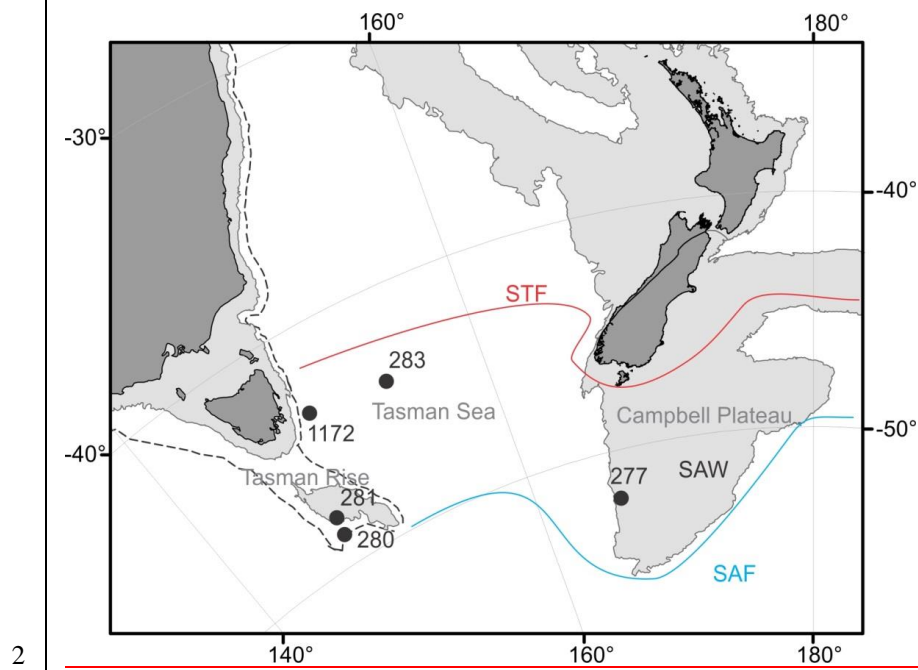 160°
180°
-30°
-40°
STF
283
Tasman Sea
1172
Campbell Plateau
-50°
-40°
Tasman Rise
277
SAW
281
280
SAF
2
140°
160°
180°